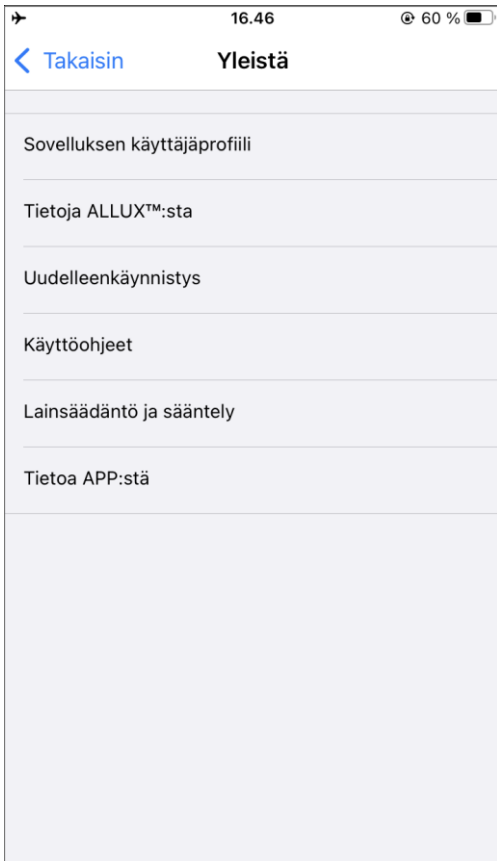 16.46
60 %
Takaisin
Yleistä
Sovelluksen käyttäjäprofiili
Tietoja ALLUX™:sta
Uudelleenkäynnistys
Käyttöohjeet
Lainsäädäntö ja sääntely
Tietoa APP:stä